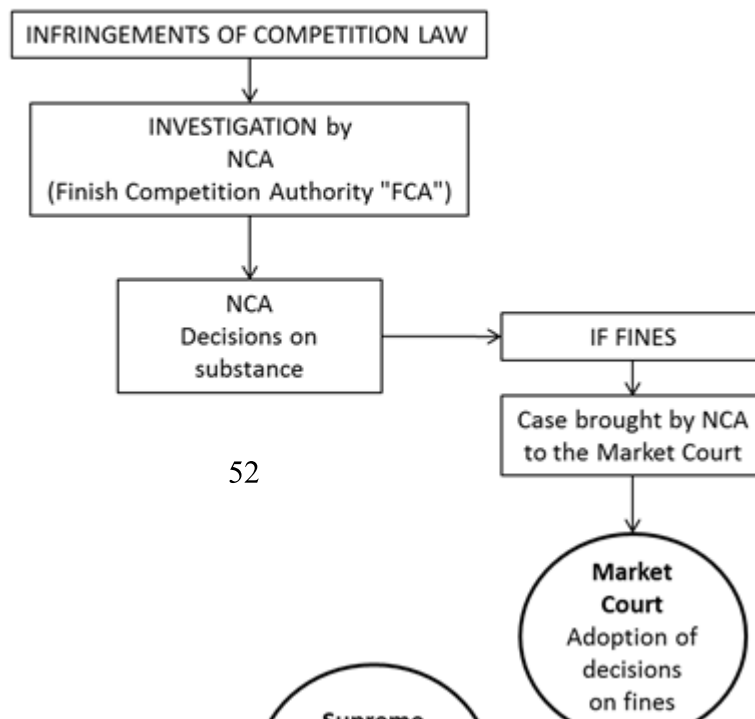 INFRINGEMENTS OF COMPETITION LAW
INVESTIGATION by
NCA
(Finish Competition Authority "FCA")
NCA
Decisions on
substance
IF FINES
Case brought by NCA
to the Market Court
52
Market
Court
Adoption of
decisions
on fines
Supreme